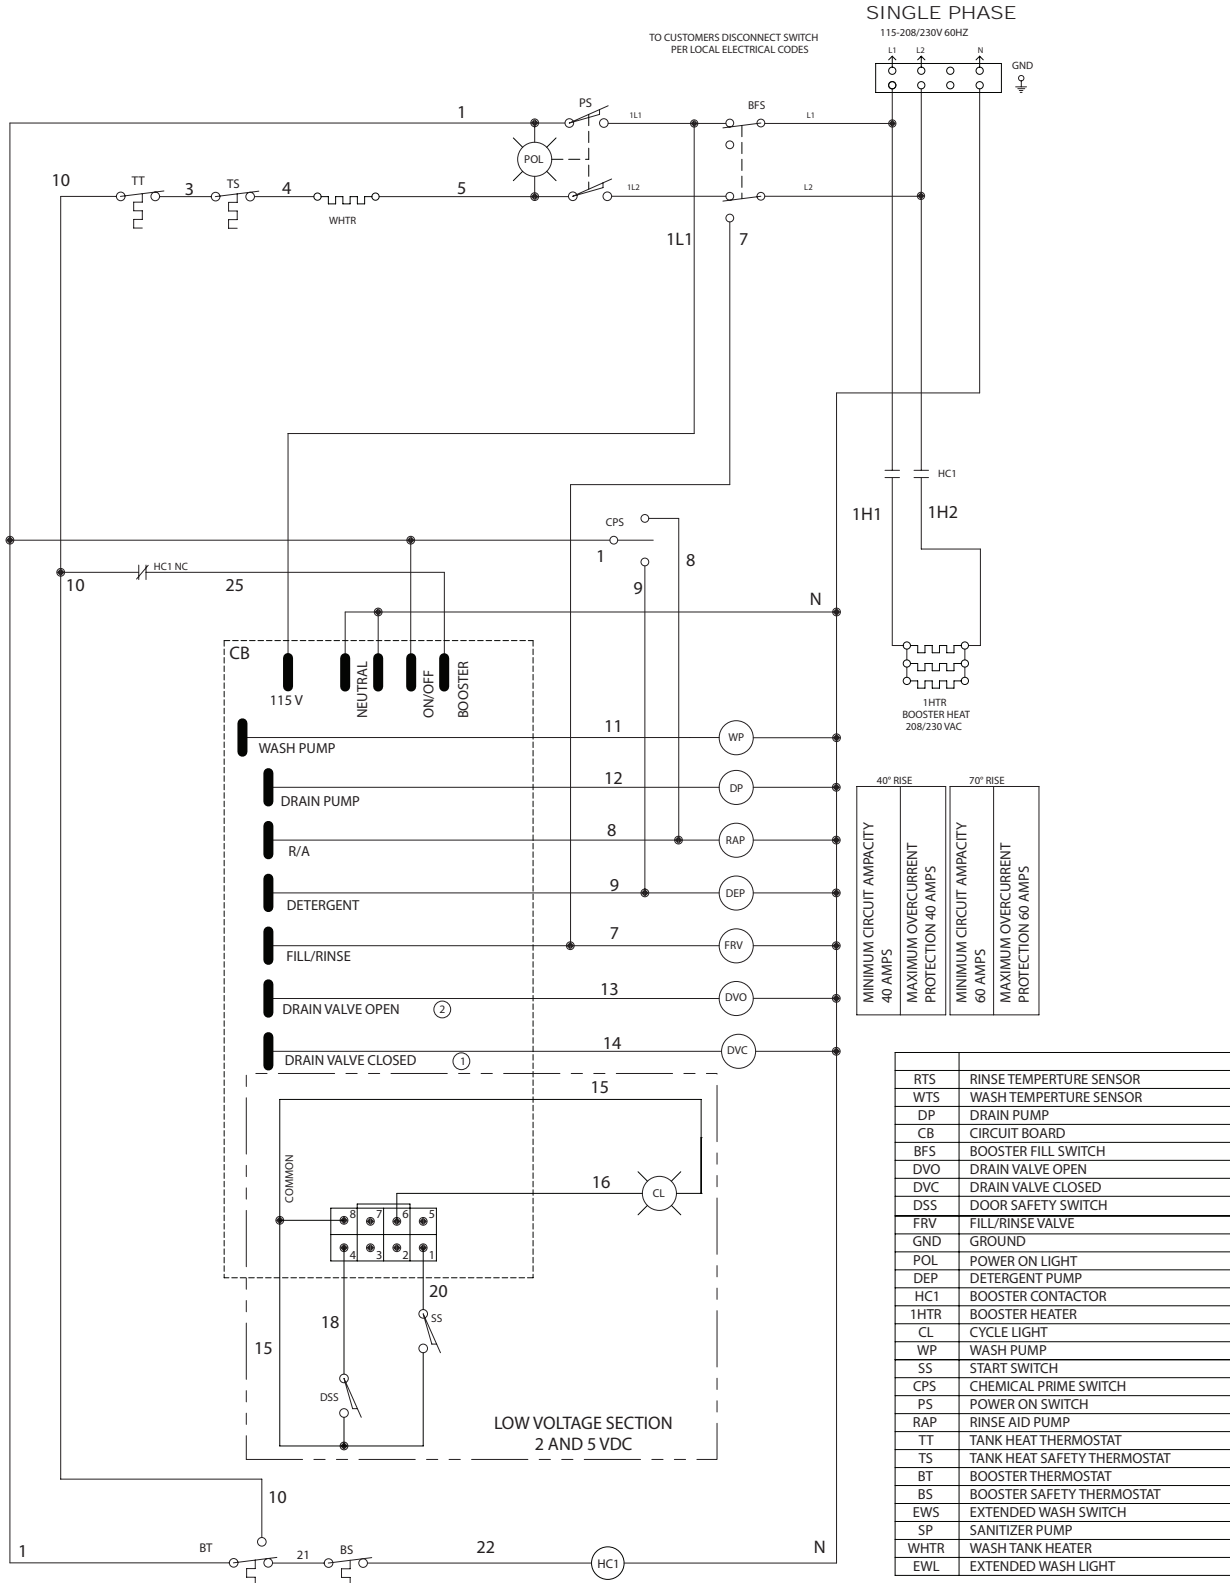 SINGLE PHASE
115-208/230V 60HZ
TO CUSTOMERS DISCONNECT SWITCH
PER LOCAL ELECTRICAL CODES
L1
L2
N
GND
1
PS
1L1
BFS
L1
POL
10
TT
3
TS
4
WHTR
5
1L2
L2
1L1
7
HC1
1H1
1H2
CPS
1
8
9
10
HC1 NC
25
N
CB
115 V
NEUTRAL
ON/OFF
BOOSTER
1HTR
BOOSTER HEAT
208/230 VAC
WASH PUMP
11
WP
DRAIN PUMP
12
DP
R/A
8
RAP
DETERGENT
9
DEP
FILL/RINSE
7
FRV
DRAIN VALVE OPEN
2
13
DVO
DRAIN VALVE CLOSED
1
14
DVC
40° RISE
70° RISE
MINIMUM CIRCUIT AMPACITY
40 AMPS
MAXIMUM OVERCURRENT
PROTECTION 40 AMPS
MINIMUM CIRCUIT AMPACITY
60 AMPS
MAXIMUM OVERCURRENT
PROTECTION 60 AMPS
15
COMMON
16
CL
8
7
6
5
4
3
2
1
20
18
SS
15
DSS
LOW VOLTAGE SECTION
2 AND 5 VDC
10
1
BT
21
BS
22
HC1
N
RTS RINSE TEMPERTURE SENSOR
WTS WASH TEMPERTURE SENSOR
DP DRAIN PUMP
CB CIRCUIT BOARD
BFS BOOSTER FILL SWITCH
DVO DRAIN VALVE OPEN
DVC DRAIN VALVE CLOSED
DSS DOOR SAFETY SWITCH
FRV FILL/RINSE VALVE
GND GROUND
POL POWER ON LIGHT
DEP DETERGENT PUMP
HC1 BOOSTER CONTACTOR
1HTR BOOSTER HEATER
CL CYCLE LIGHT
WP WASH PUMP
SS START SWITCH
CPS CHEMICAL PRIME SWITCH
PS POWER ON SWITCH
RAP RINSE AID PUMP
TT TANK HEAT THERMOSTAT
TS TANK HEAT SAFETY THERMOSTAT
BT BOOSTER THERMOSTAT
BS BOOSTER SAFETY THERMOSTAT
EWS EXTENDED WASH SWITCH
SP SANITIZER PUMP
WHTR WASH TANK HEATER
EWL EXTENDED WASH LIGHT